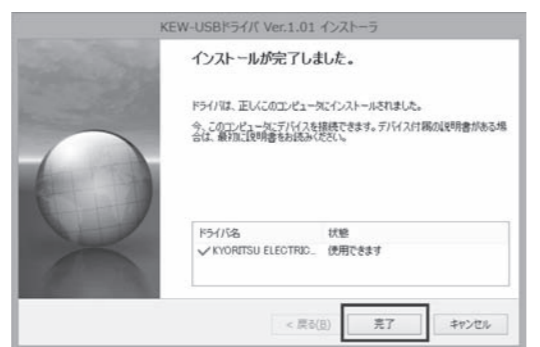 KEW-USBドライバ Ver.1.01 インストーラ
インストールが完了しました。
ドライバは、正しくこのコンピュータにインストールされました。
今、このコンピュータにデバイスを接続できます。デバイス付属の説明書がある場
合は、最初に説明書をお読みください。
ドライバ名 状態
✓ KYORITSU ELECTRIC... 使用できます
< 戻る(B) 完了 キャンセル